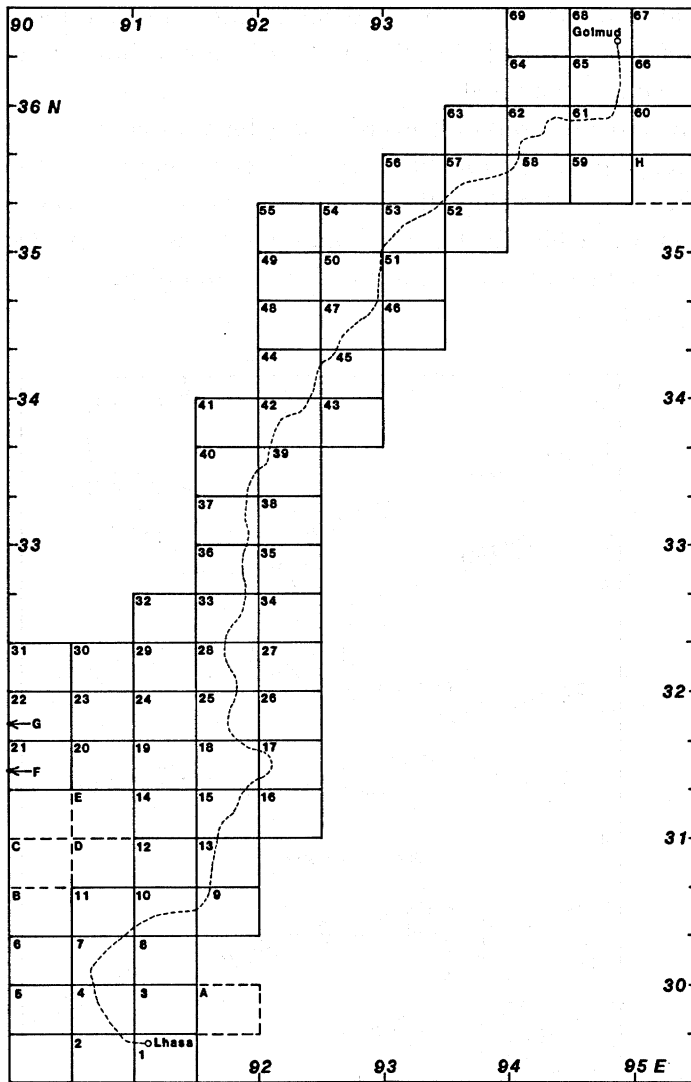 90 91 92 93 69 68 67
Golmud
64 65 66
36 N 63 62 61 60
56 57 58 59 H
55 54 53 52
35 49 50 51 35
48 47 46
44 45
34 41 42 43 34
40 39
37 38
33 36 35 33
32 33 34
31 30 29 28 27
22 23 24 25 26 32
G
21 20 19 18 17
F
E 14 15 16
C D 12 13 31
B 11 10 9
6 7 8
5 4 3 A 30
2 1 Lhasa
92 93 94 95 E